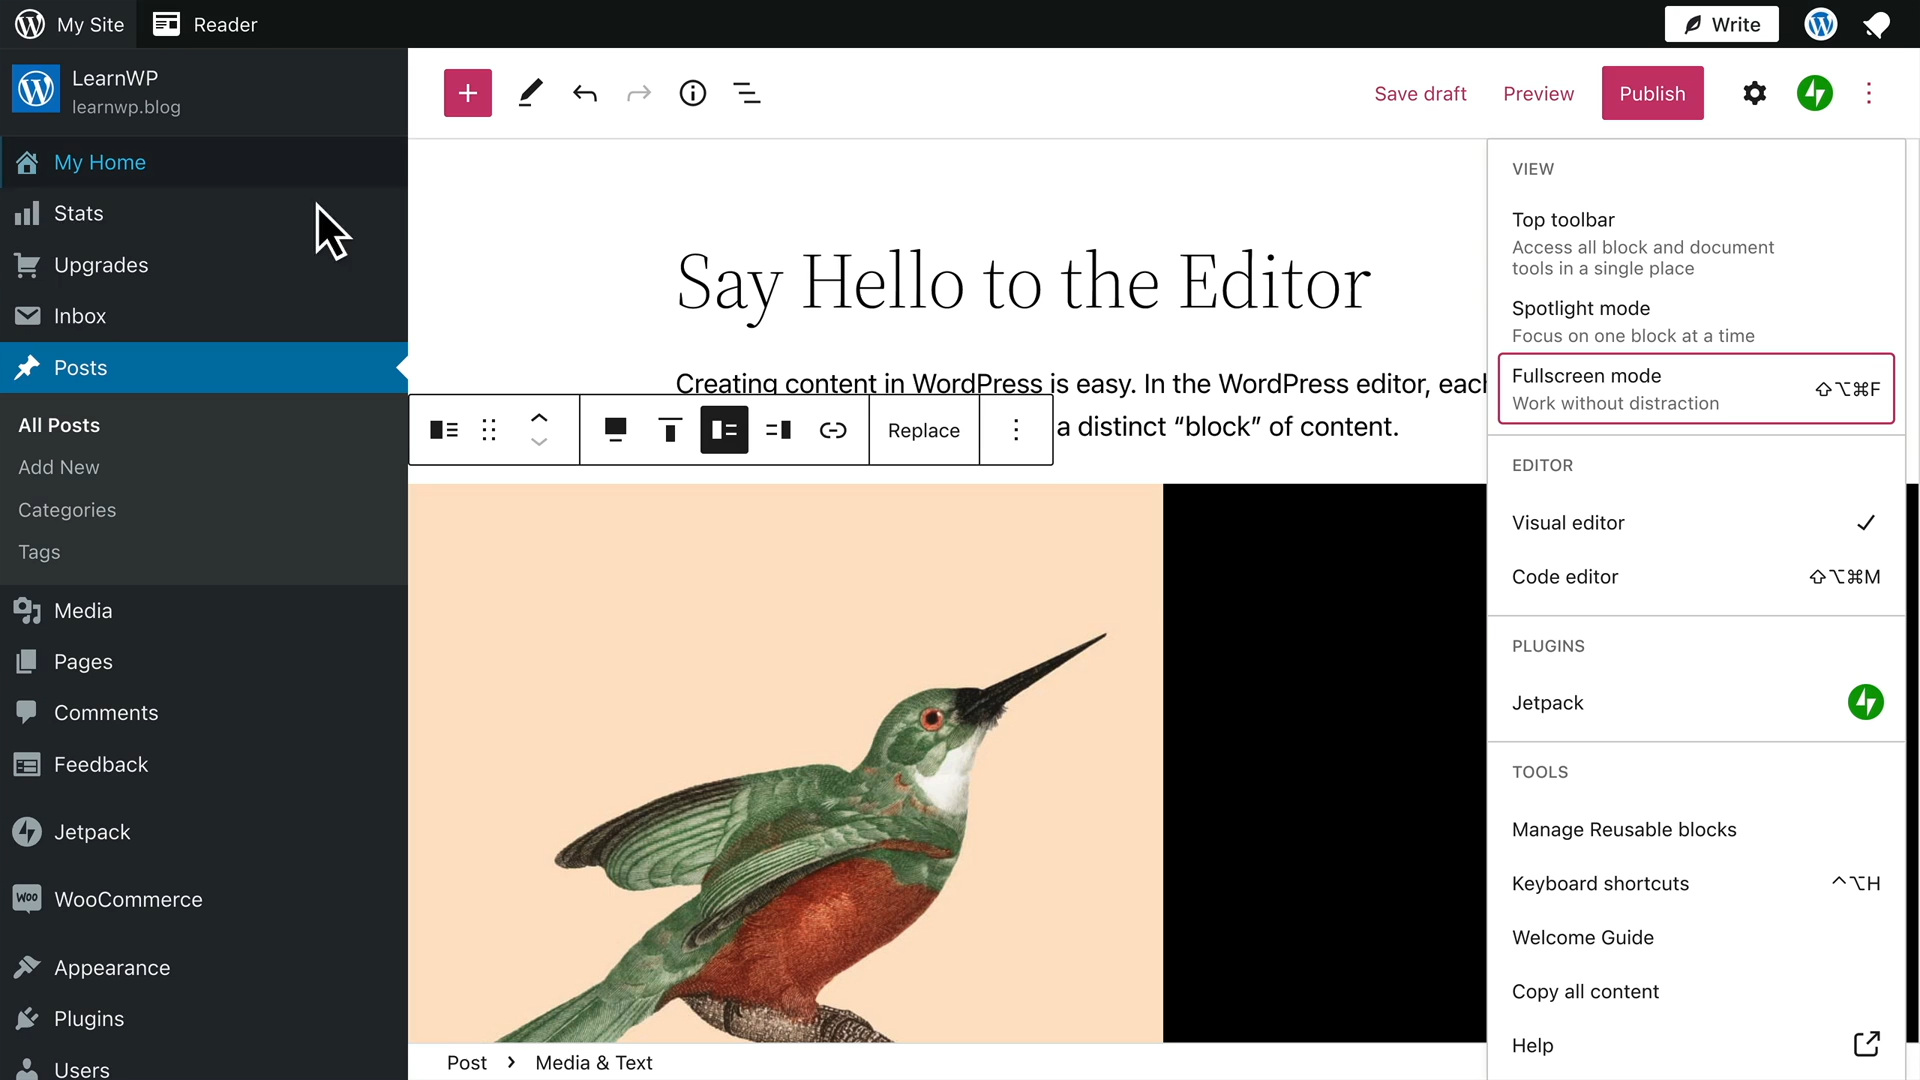 My Site
Reader
Write
LearnWP
learnwp.blog
My Home
Stats
Upgrades
Inbox
Posts
All Posts
Add New
Categories
Tags
Media
Pages
Comments
Feedback
Jetpack
WOO
WooCommerce
Appearance
Plugins
Users
Save draft
Preview
Publish
Say Hello to the Editor
Creating content in WordPress is easy. In the WordPress editor, each
a distinct “block” of content.
Replace
Post > Media & Text
VIEW
Top toolbar
Access all block and document
tools in a single place
Spotlight mode
Focus on one block at a time
Fullscreen mode
Work without distraction
⇧⌥⌘F
EDITOR
Visual editor
Code editor ⇧⌥⌘M
PLUGINS
Jetpack
TOOLS
Manage Reusable blocks
Keyboard shortcuts ^⌥H
Welcome Guide
Copy all content
Help